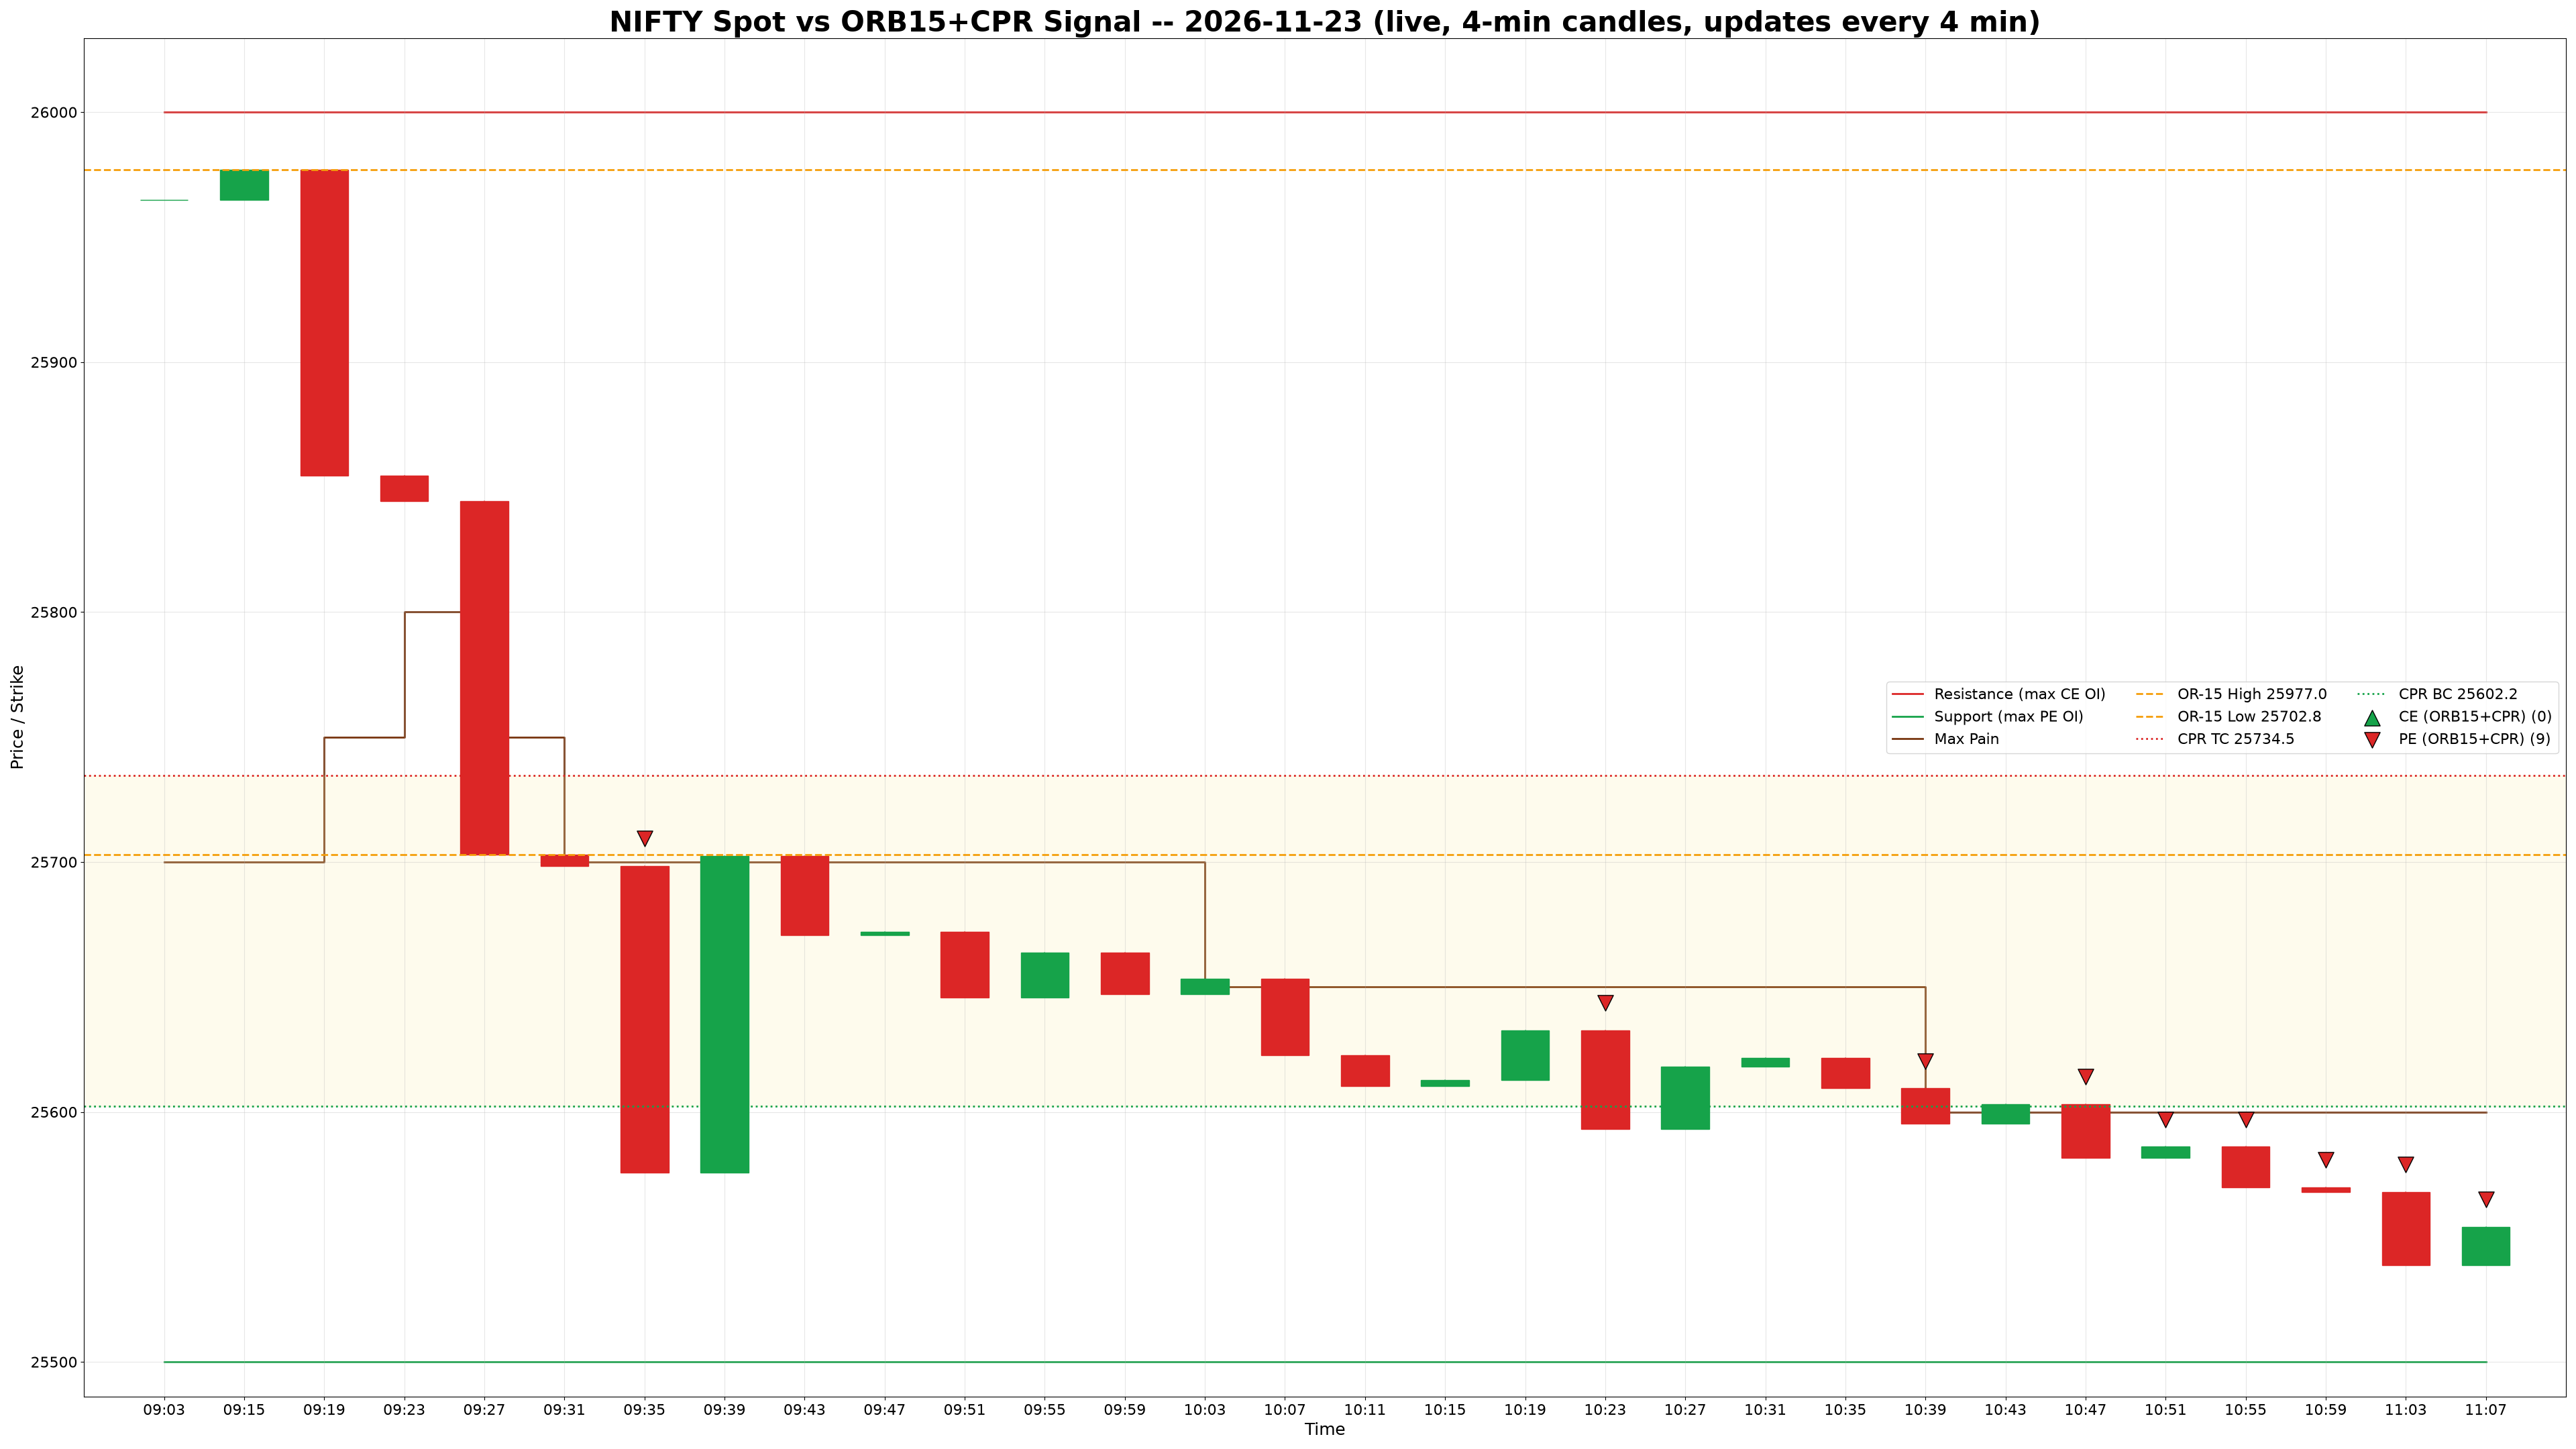 NIFTY Spot vs ORB15+CPR Signal -- 2026-11-23 (live, 4-min candles, updates every 4 min)
Price / Strike
26000
25900
25800
25700
25600
25500
Resistance (max CE OI)
Support (max PE OI)
Max Pain
OR-15 High 25977.0
OR-15 Low 25702.8
CPR TC 25734.5
CPR BC 25602.2
CE (ORB15+CPR) (0)
PE (ORB15+CPR) (9)
09:03 09:15 09:19 09:23 09:27 09:31 09:35 09:39 09:43 09:47 09:51 09:55 09:59 10:03 10:07 10:11 10:15 10:19 10:23 10:27 10:31 10:35 10:39 10:43 10:47 10:51 10:55 10:59 11:03 11:07
Time